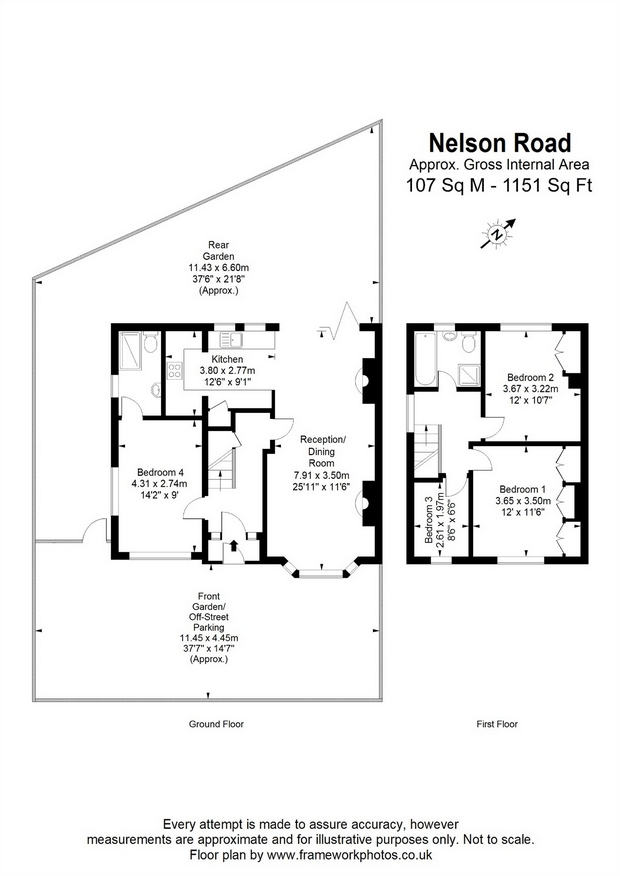 Nelson Road
Approx. Gross Internal Area
107 Sq M - 1151 Sq Ft
N
Rear
Garden
11.43 x 6.60m
37'6" x 21'8"
(Approx.)
Kitchen
3.80 x 2.77m
12'6" x 9'1"
Reception/
Dining
Room
7.91 x 3.50m
25'11" x 11'6"
Bedroom 4
4.31 x 2.74m
14'2" x 9'
Front
Garden/
Off-Street
Parking
11.45 x 4.45m
37'7" x 14'7"
(Approx.)
Ground Floor
Bedroom 2
3.67 x 3.22m
12' x 10'7"
Bedroom 1
3.65 x 3.50m
12' x 11'6"
Bedroom 3
2.61 x 1.97m
8'6" x 6'6"
First Floor
Every attempt is made to assure accuracy, however
measurements are approximate and for illustrative purposes only. Not to scale.
Floor plan by www.frameworkphotos.co.uk